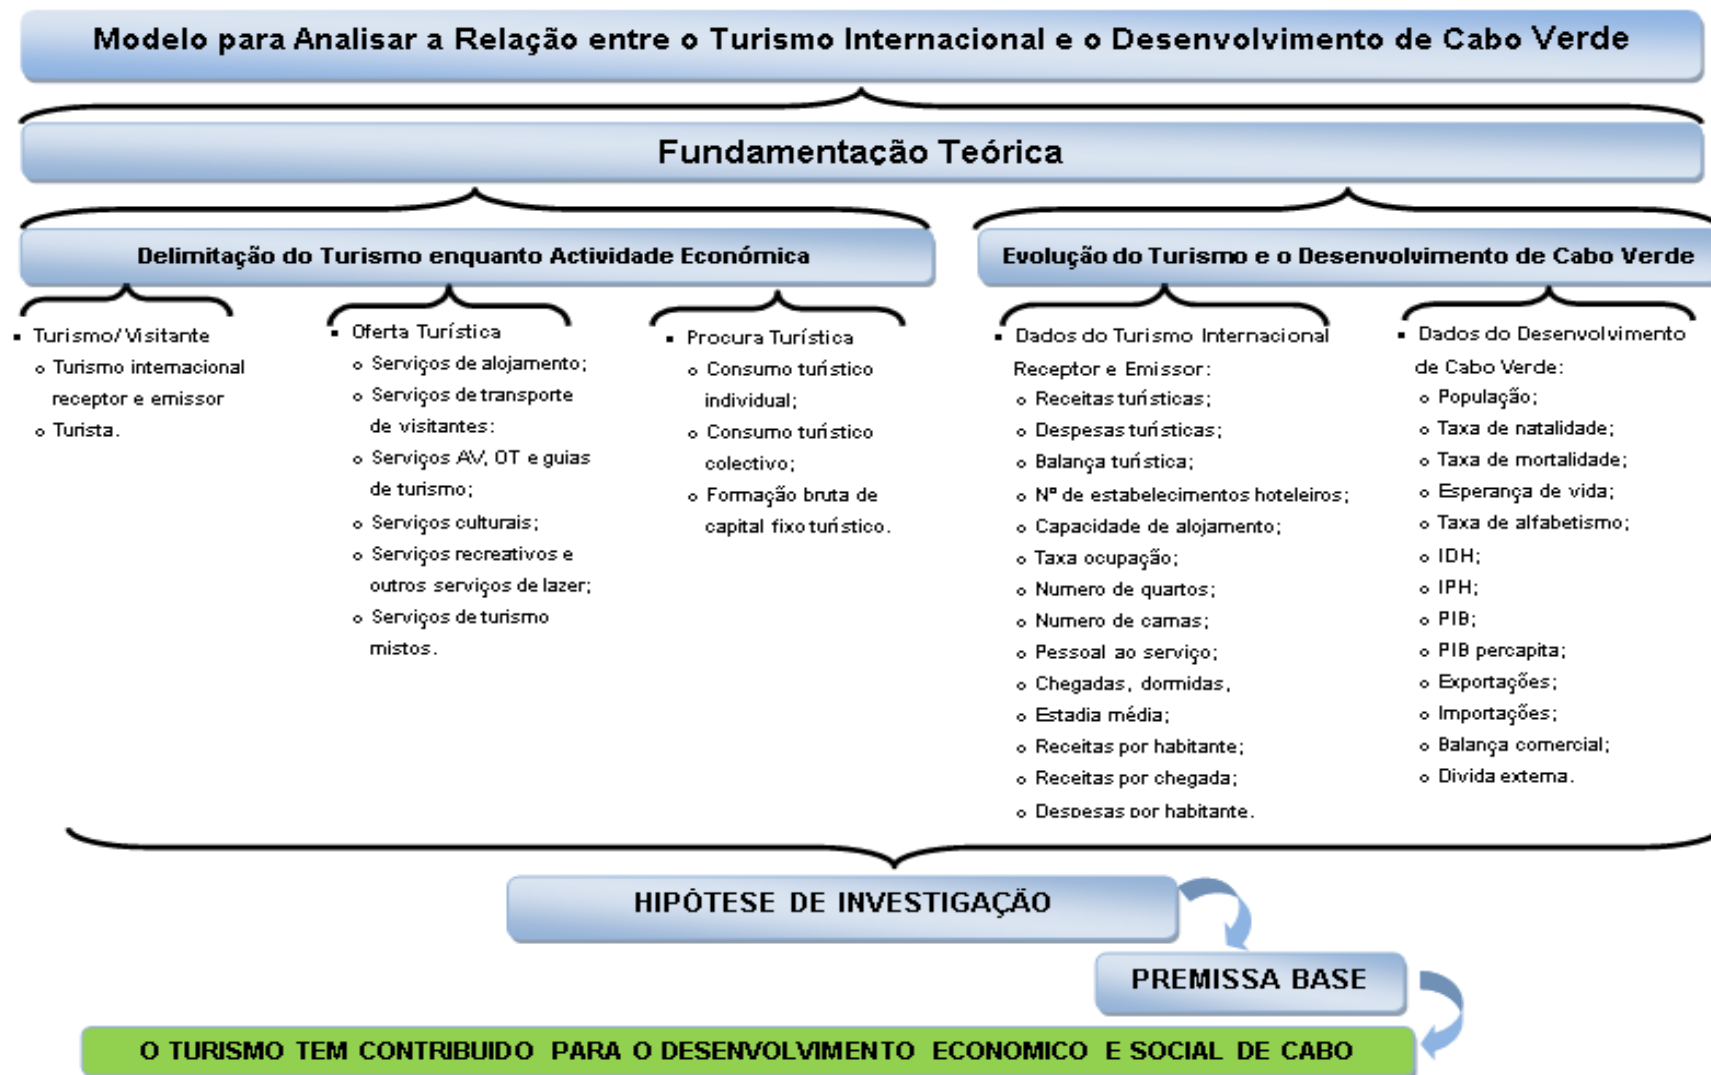 Modelo para Analisar a Relação entre o Turismo Internacional e o Desenvolvimento de Cabo Verde
Fundamentação Teórica
Delimitação do Turismo enquanto Actividade Económica
▪ Turismo/Visitante
o Turismo internacional
receptor e emissor
o Turista.
▪ Oferta Turística
o Serviços de alojamento;
o Serviços de transporte
de visitantes:
o Serviços AV, OT e guias
de turismo;
o Serviços culturais;
o Serviços recreativos e
outros serviços de lazer;
o Serviços de turismo
mistos.
▪ Procura Turística
o Consumo turístico
individual;
o Consumo turístico
colectivo;
o Formação bruta de
capital fixo turístico.
Evolução do Turismo e o Desenvolvimento de Cabo Verde
▪ Dados do Turismo Internacional
Receptor e Emissor:
o Receitas turísticas;
o Despesas turísticas;
o Balança turística;
o Nº de estabelecimentos hoteleiros;
o Capacidade de alojamento;
o Taxa ocupação;
o Numero de quartos;
o Numero de camas;
o Pessoal ao serviço;
o Chegadas, dormidas,
o Estadia média;
o Receitas por habitante;
o Receitas por chegada;
o Despesas por habitante.
▪ Dados do Desenvolvimento
de Cabo Verde:
o População;
o Taxa de natalidade;
o Taxa de mortalidade;
o Esperança de vida;
o Taxa de alfabetismo;
o IDH;
o IPH;
o PIB;
o PIB percapita;
o Exportações;
o Importações;
o Balança comercial;
o Divida externa.
HIPÓTESE DE INVESTIGAÇÃO
PREMISSA BASE
O TURISMO TEM CONTRIBUIDO PARA O DESENVOLVIMENTO ECONOMICO E SOCIAL DE CABO